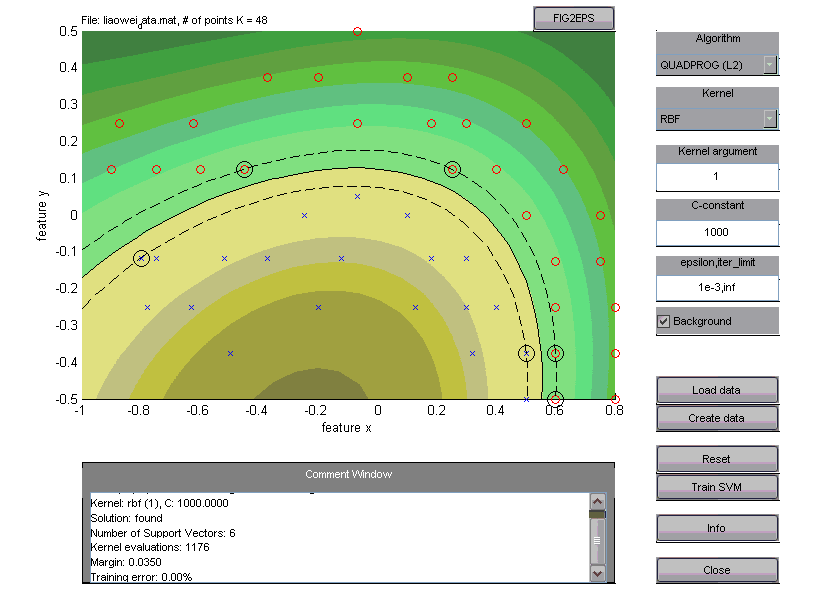 File: liaowei_data.mat, # of points K = 48
FIG2EPS
Algorithm
QUADPROG (L2)
Kernel
RBF
Kernel argument
1
C-constant
1000
epsilon,iter_limit
1e-3,inf
Background
Load data
Create data
Reset
Train SVM
Info
Close
0.5
0.4
0.3
0.2
0.1
0
-0.1
-0.2
-0.3
-0.4
-0.5
feature y
-1 -0.8 -0.6 -0.4 -0.2 0 0.2 0.4 0.6 0.8
feature x
Comment Window
Kernel: rbf (1), C: 1000.0000
Solution: found
Number of Support Vectors: 6
Kernel evaluations: 1176
Margin: 0.0350
Training error: 0.00%